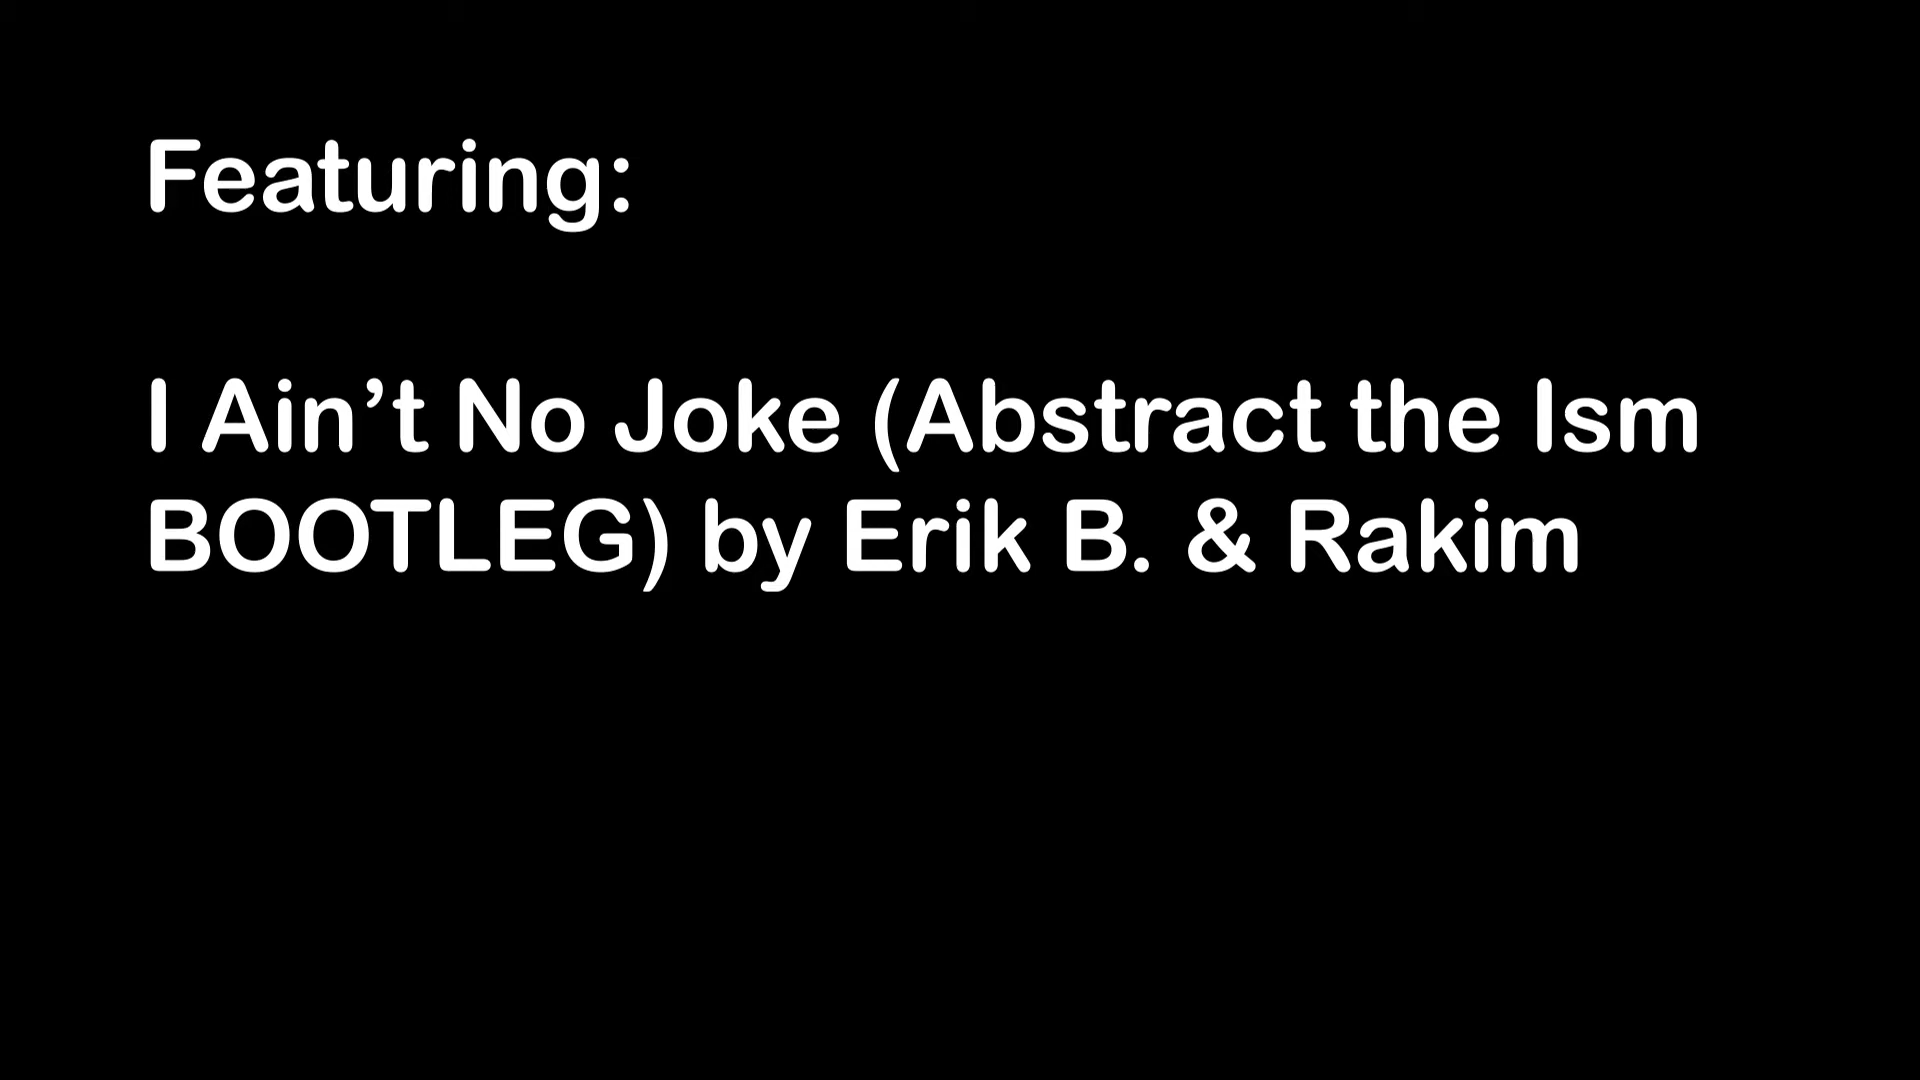 Featuring:
I Ain’t No Joke (Abstract the Ism
BOOTLEG) by Erik B. & Rakim